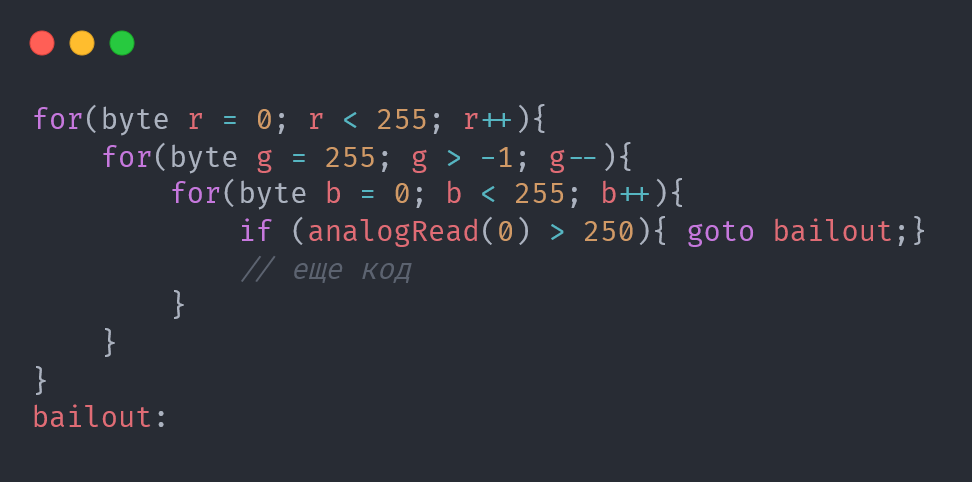 for(byte r = 0; r < 255; r++){
    for(byte g = 255; g > -1; g--){
        for(byte b = 0; b < 255; b++){
            if (analogRead(0) > 250){ goto bailout;}
            // еще код
        }
    }
}
bailout: